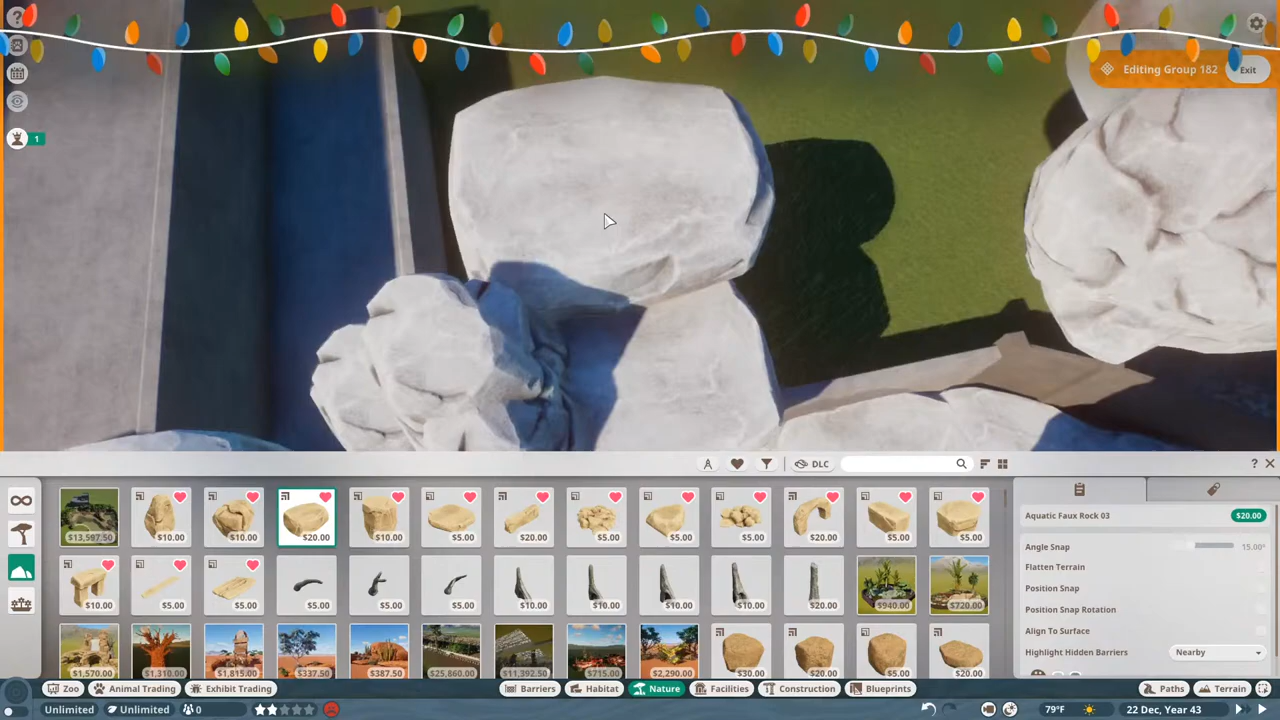 ?
Editing Group 182
Exit
1
DLC
? ×
$13,597.50 $10.00 $10.00 $20.00 $10.00 $5.00 $20.00 $5.00 $5.00 $5.00 $20.00 $5.00 $5.00
$10.00 $5.00 $5.00 $5.00 $5.00 $5.00 $10.00 $10.00 $10.00 $10.00 $20.00 $940.00 $720.00
$1,570.00 $1,310.00 $1,815.00 $337.50 $387.50 $25,860.00 $11,392.50 $715.00 $2,290.00 $30.00 $20.00 $20.00 $20.00
Aquatic Faux Rock 03 $20.00
Angle Snap 15.00°
Flatten Terrain
Position Snap
Position Snap Rotation
Align To Surface
Highlight Hidden Barriers Nearby
Zoo Animal Trading Exhibit Trading Barriers Habitat Nature Facilities Construction Blueprints Paths Terrain
Unlimited Unlimited 0 79°F 22 Dec, Year 43